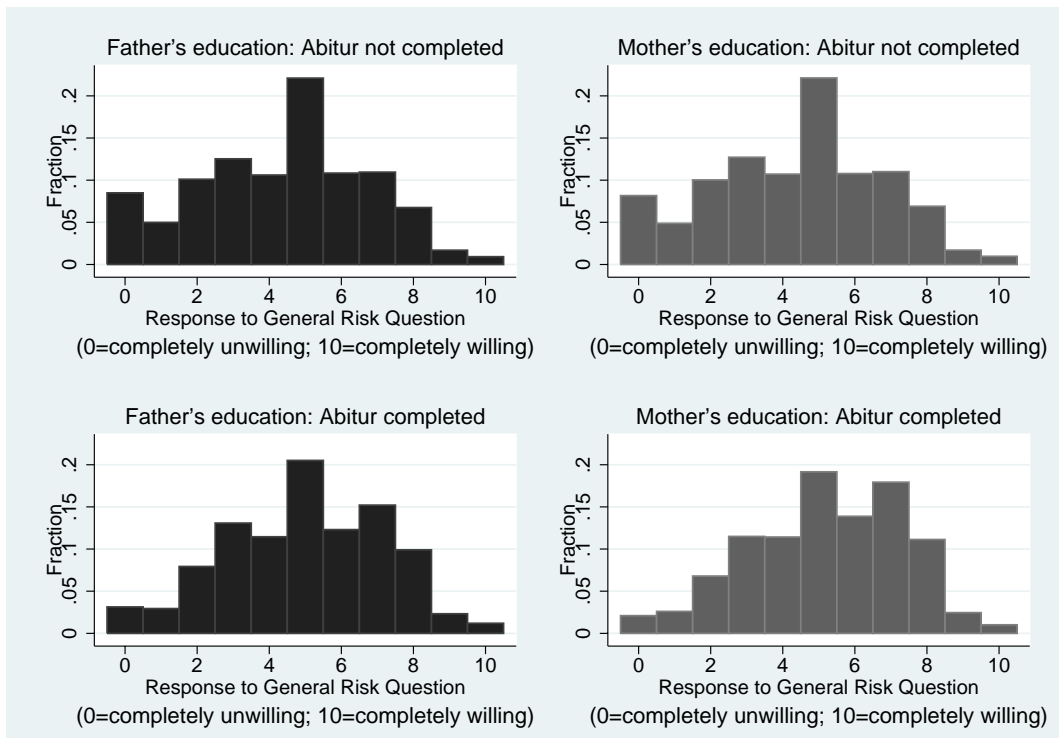 Father's education: Abitur not completed
Fraction
0 .05 .1 .15 .2
0 2 4 6 8 10
Response to General Risk Question
(0=completely unwilling; 10=completely willing)
Mother's education: Abitur not completed
Fraction
0 .05 .1 .15 .2
0 2 4 6 8 10
Response to General Risk Question
(0=completely unwilling; 10=completely willing)
Father's education: Abitur completed
Fraction
0 .05 .1 .15 .2
0 2 4 6 8 10
Response to General Risk Question
(0=completely unwilling; 10=completely willing)
Mother's education: Abitur completed
Fraction
0 .05 .1 .15 .2
0 2 4 6 8 10
Response to General Risk Question
(0=completely unwilling; 10=completely willing)